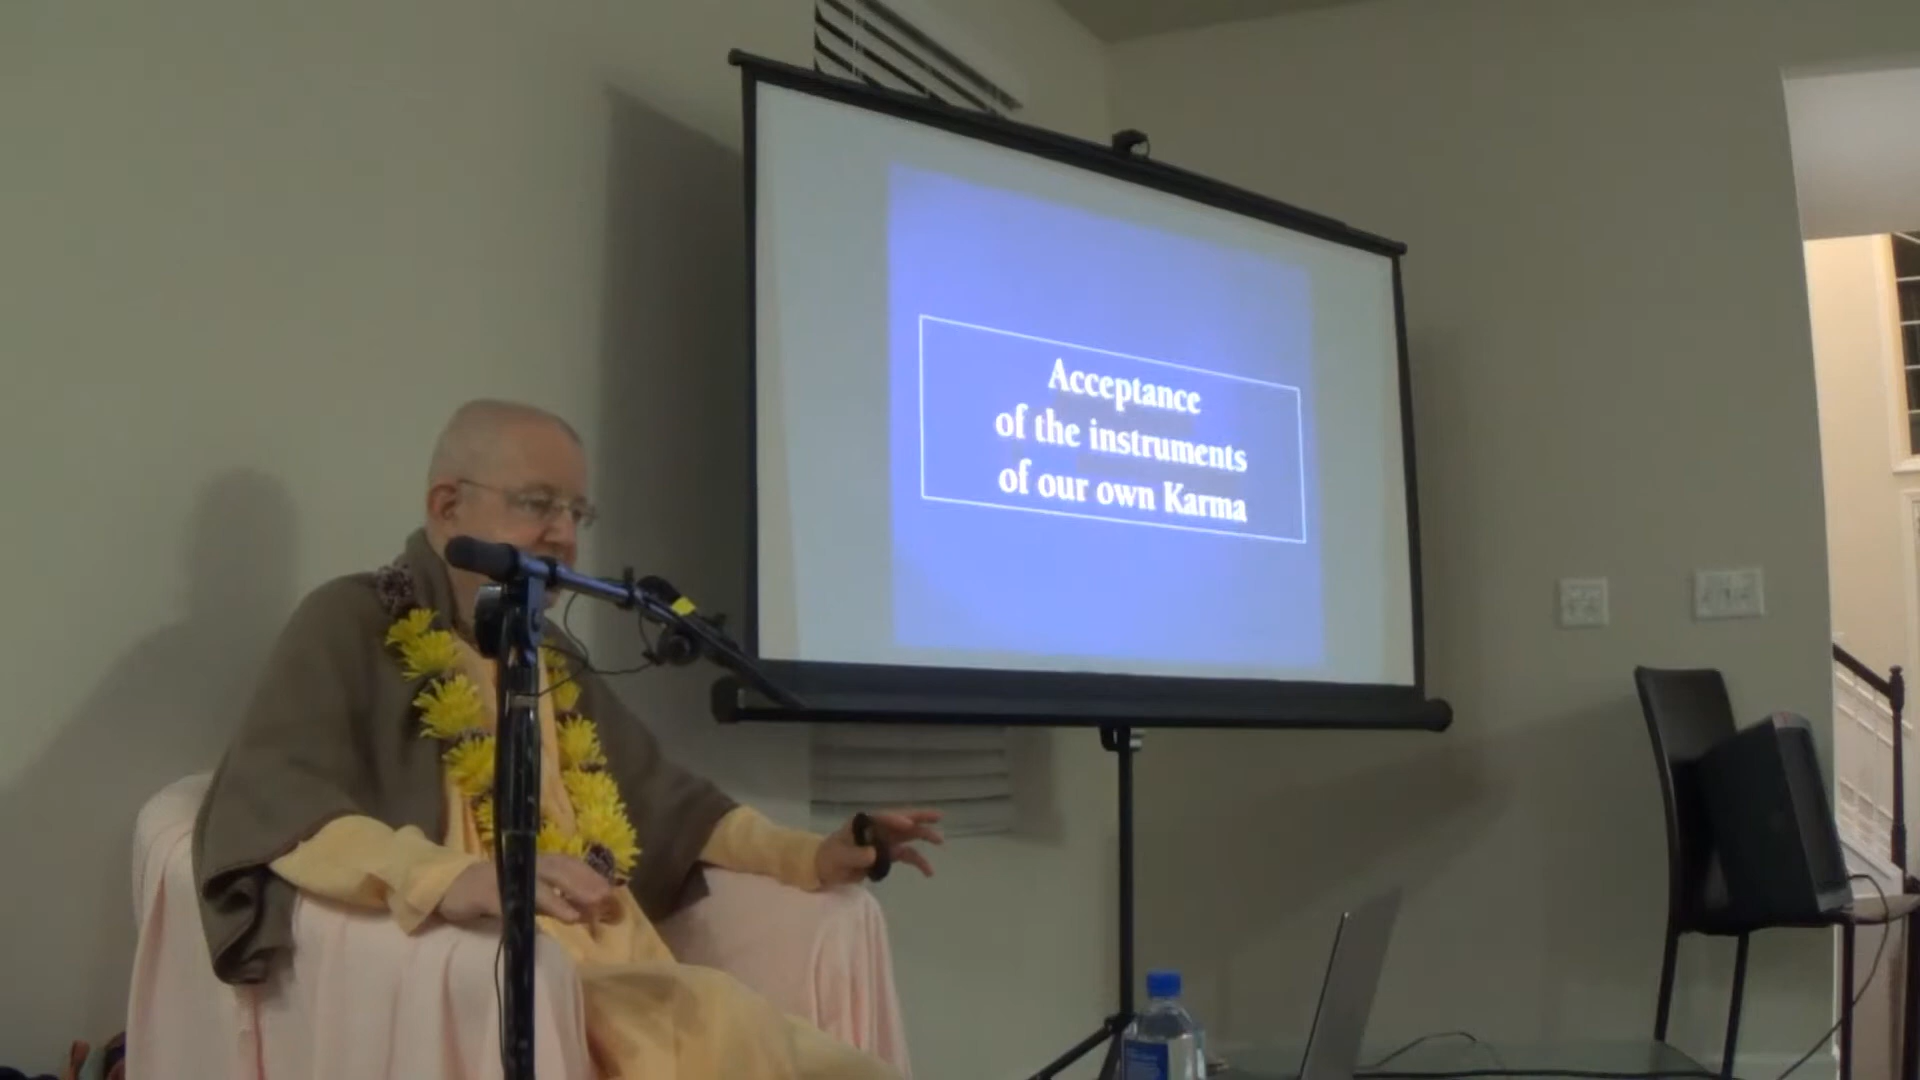 Acceptance
of the instruments
of our own Karma